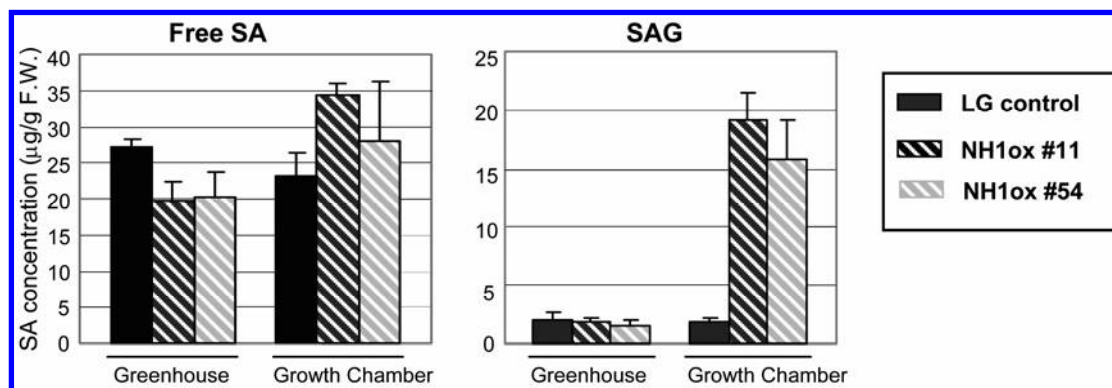 Free SA
SAG
SA concentration (µg/g F.W.)
40
35
30
25
20
15
10
5
0
Greenhouse
Growth Chamber
25
20
15
10
5
0
Greenhouse
Growth Chamber
LG control
NH1ox #11
NH1ox #54